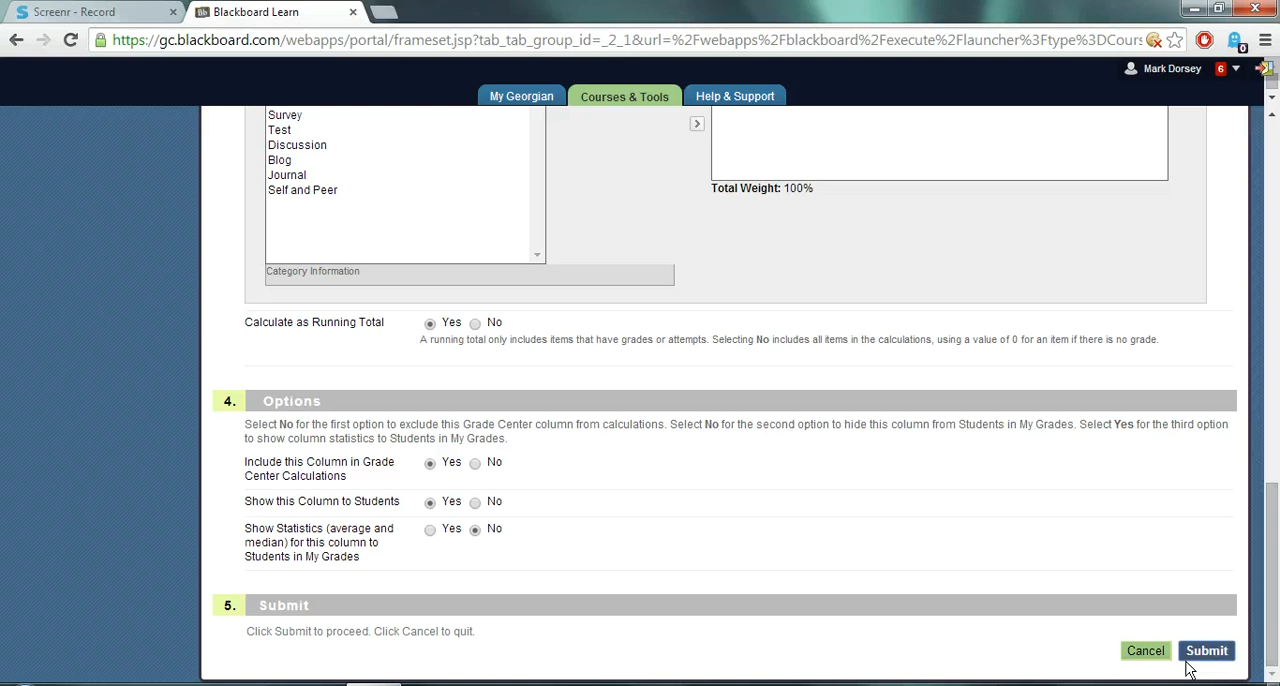 Screenr - Record
Blackboard Learn
https://gc.blackboard.com/webapps/portal/frameset.jsp?tab_tab_group_id=_2_1&url=%2Fwebapps%2Fblackboard%2Fexecute%2Flauncher%3Ftype%3DCours
0
Mark Dorsey 6
My Georgian Courses & Tools Help & Support
Survey
Test
Discussion
Blog
Journal
Self and Peer
Total Weight: 100%
Category Information
Calculate as Running Total Yes No
A running total only includes items that have grades or attempts. Selecting No includes all items in the calculations, using a value of 0 for an item if there is no grade.
4. Options
Select No for the first option to exclude this Grade Center column from calculations. Select No for the second option to hide this column from Students in My Grades. Select Yes for the third option
to show column statistics to Students in My Grades.
Include this Column in Grade Yes No
Center Calculations
Show this Column to Students Yes No
Show Statistics (average and Yes No
median) for this column to
Students in My Grades
5. Submit
Click Submit to proceed. Click Cancel to quit.
Cancel Submit